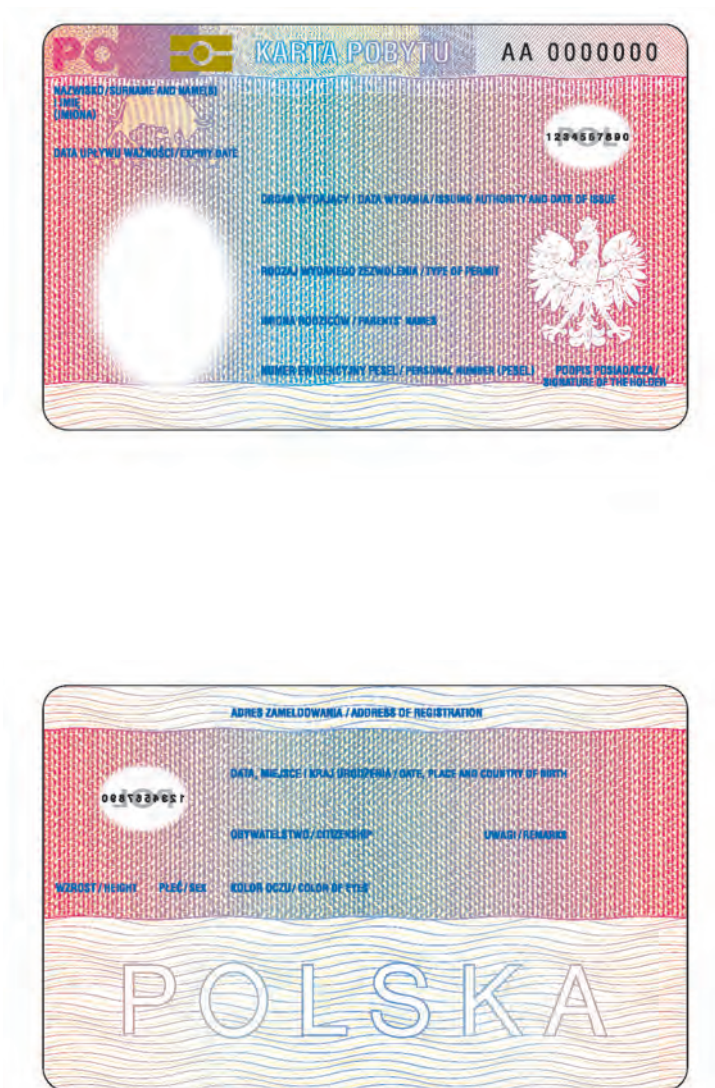 PO
KARTA POBYTU
AA 0000000
NAZWISKO/SURNAME AND NAME(S)
I IMIĘ
(IMIONA)
DATA UPŁYWU WAŻNOŚCI/EXPIRY DATE
POL
1234567890
ORGAN WYDAJĄCY I DATA WYDANIA/ISSUING AUTHORITY AND DATE OF ISSUE
RODZAJ WYDANEGO ZEZWOLENIA / TYPE OF PERMIT
IMIONA RODZICÓW / PARENTS' NAMES
NUMER EWIDENCYJNY PESEL/ PERSONAL NUMBER (PESEL)
PODPIS POSIADACZA /
SIGNATURE OF THE HOLDER
ADRES ZAMELDOWANIA / ADDRESS OF REGISTRATION
DATA, MIEJSCE I KRAJ URODZENIA / DATE, PLACE AND COUNTRY OF BIRTH
POL
1234567890
OBYWATELSTWO/CITIZENSHIP
UWAGI / REMARKS
WZROST / HEIGHT
PŁEĆ/SEX
KOLOR OCZU/ COLOR OF EYES
POLSKA